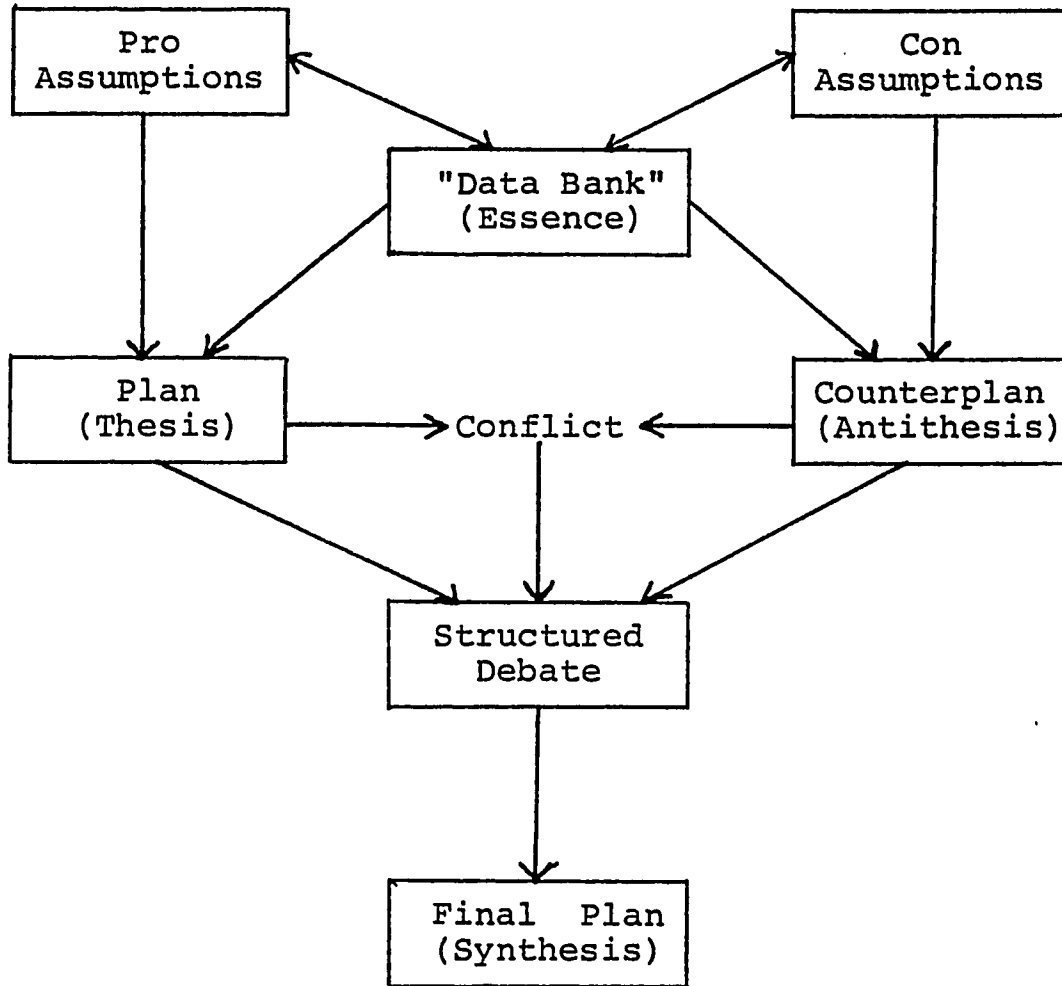 Pro
Assumptions
Con
Assumptions
"Data Bank"
(Essence)
Plan
(Thesis)
Conflict
Counterplan
(Antithesis)
Structured
Debate
Final Plan
(Synthesis)